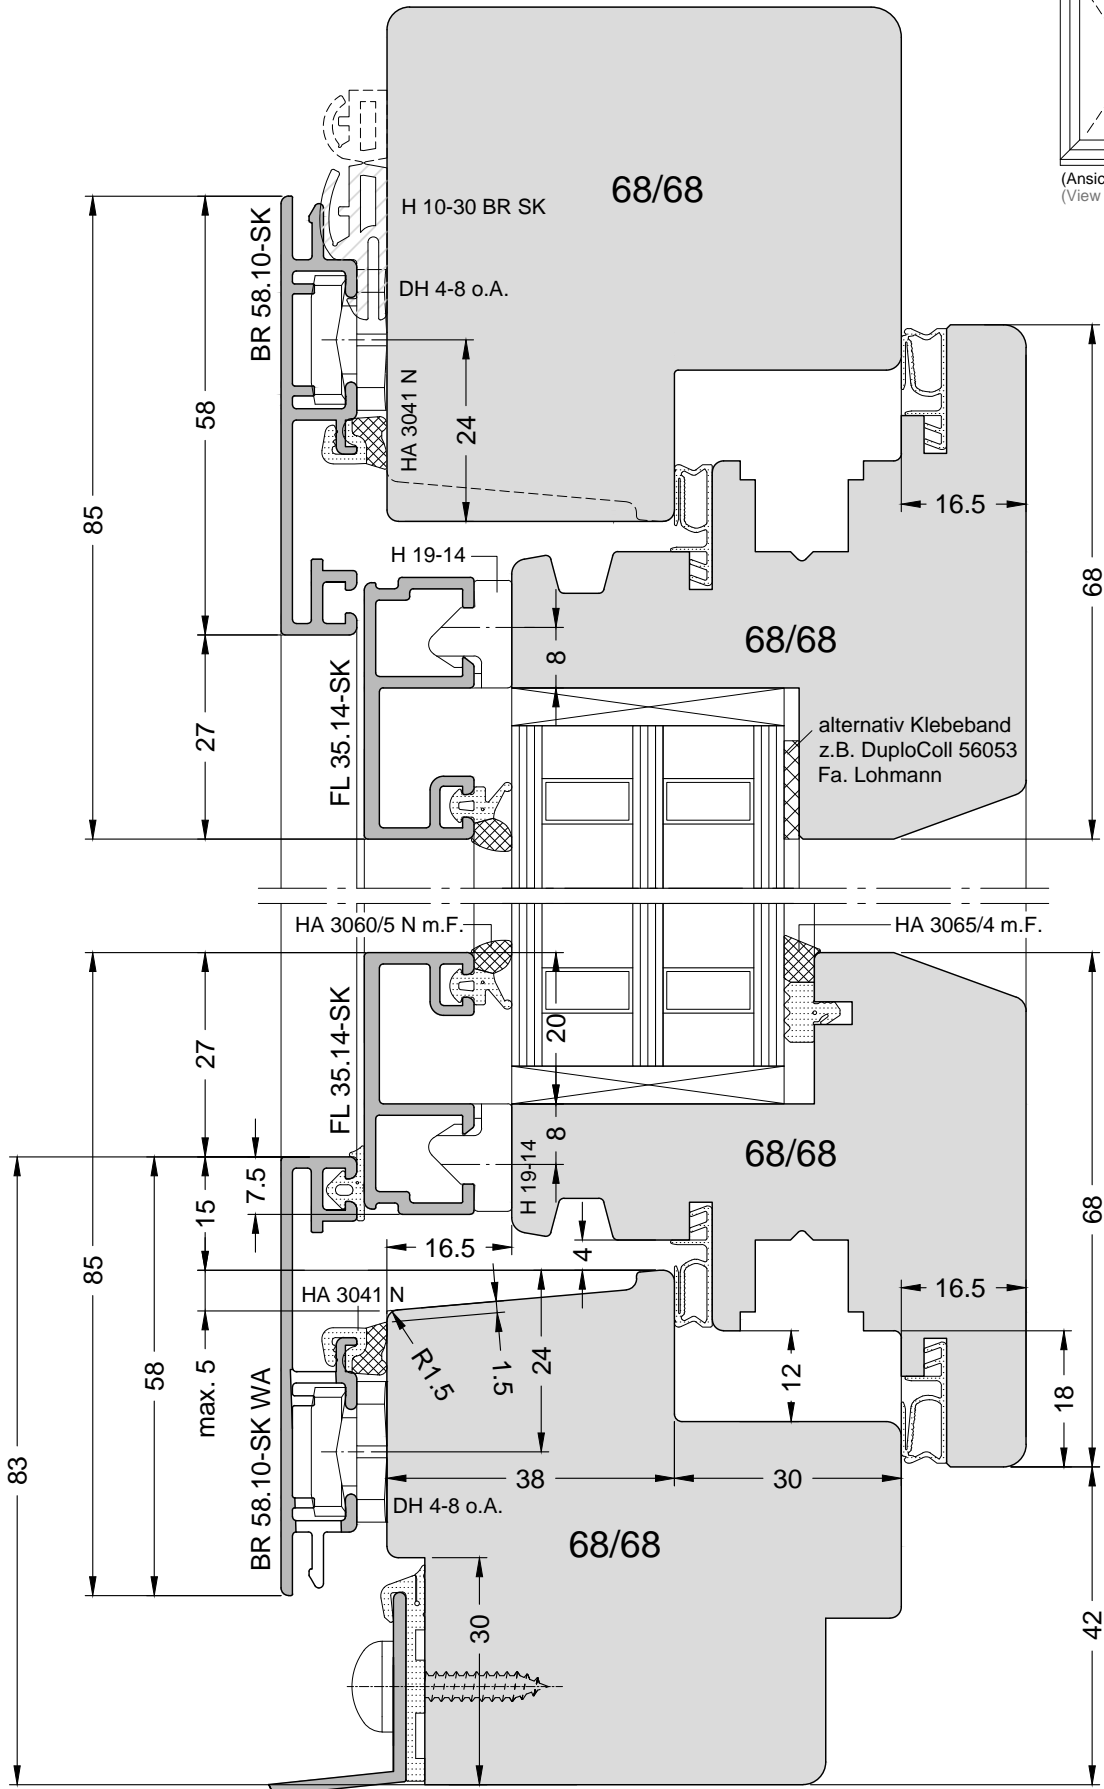 (Ansic
(View
68/68
H 10-30 BR SK
BR 58.10-SK
DH 4-8 o.A.
HA 3041 N
24
58
85
16.5
68
H 19-14
68/68
8
FL 35.14-SK
27
alternativ Klebeband
z.B. DuploColl 56053
Fa. Lohmann
HA 3060/5 N m.F.
HA 3065/4 m.F.
27
FL 35.14-SK
20
8
68/68
H 19-14
7.5
15
16.5
4
68
85
HA 3041 N
16.5
max. 5
R1.5
1.5
24
12
18
58
BR 58.10-SK WA
83
38
30
DH 4-8 o.A.
68/68
30
42